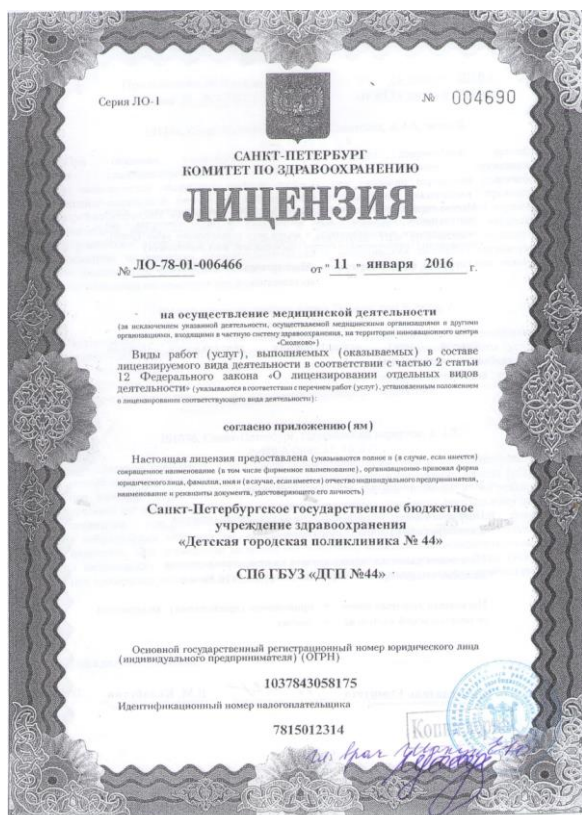 Серия ЛО-1
№ 004690
САНКТ-ПЕТЕРБУРГ
КОМИТЕТ ПО ЗДРАВООХРАНЕНИЮ
ЛИЦЕНЗИЯ
№ ЛО-78-01-006466 от "11" января 2016 г.
на осуществление медицинской деятельности
(за исключением указанной деятельности, осуществляемой медицинскими организациями и другими
организациями, входящими в частную систему здравоохранения, на территории инновационного центра
«Сколково»)
Виды работ (услуг), выполняемых (оказываемых) в составе
лицензируемого вида деятельности в соответствии с частью 2 статьи
12 Федерального закона «О лицензировании отдельных видов
деятельности» (указываются в соответствии с перечнем работ (услуг), установленным положением
о лицензировании соответствующего вида деятельности):
согласно приложению(ям)
Настоящая лицензия предоставлена (указываются полное и (в случае, если имеется)
сокращенное наименование (в том числе фирменное наименование), организационно-правовая форма
юридического лица, фамилия, имя и (в случае, если имеется) отчество индивидуального предпринимателя,
наименование и реквизиты документа, удостоверяющего его личность)
Санкт-Петербургское государственное бюджетное
учреждение здравоохранения
«Детская городская поликлиника № 44»
СПб ГБУЗ «ДГП №44»
Основной государственный регистрационный номер юридического лица
(индивидуального предпринимателя) (ОГРН)
1037843058175
Идентификационный номер налогоплательщика
7815012314
Копия верна
гл. врач